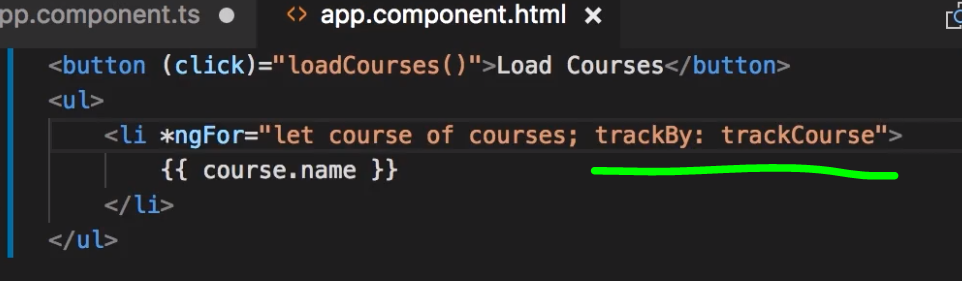 pp.component.ts ● <> app.component.html ×
<button (click)="loadCourses()">Load Courses</button>
<ul>
<li *ngFor="let course of courses; trackBy: trackCourse">
{{ course.name }}
</li>
</ul>